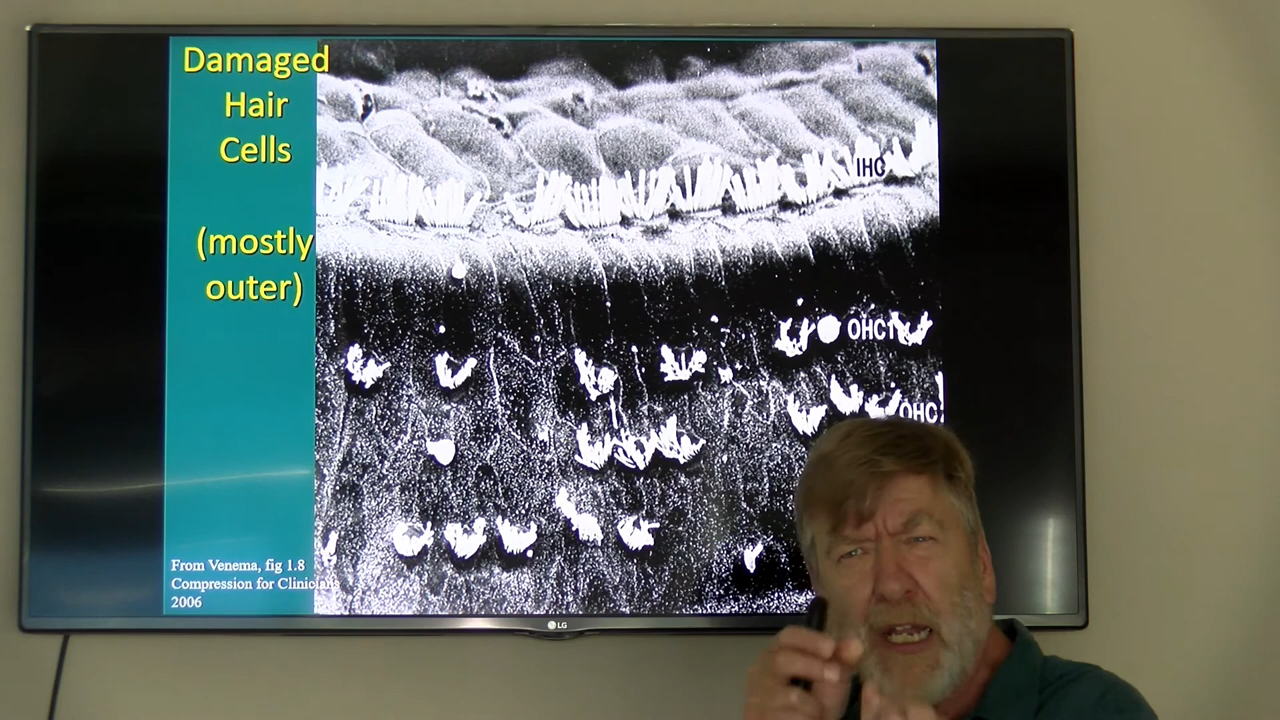 Damaged
Hair
Cells
(mostly
outer)
IHC
OHC1
OHC
From Venema, fig 1.8
Compression for Clinicians
2006
LG